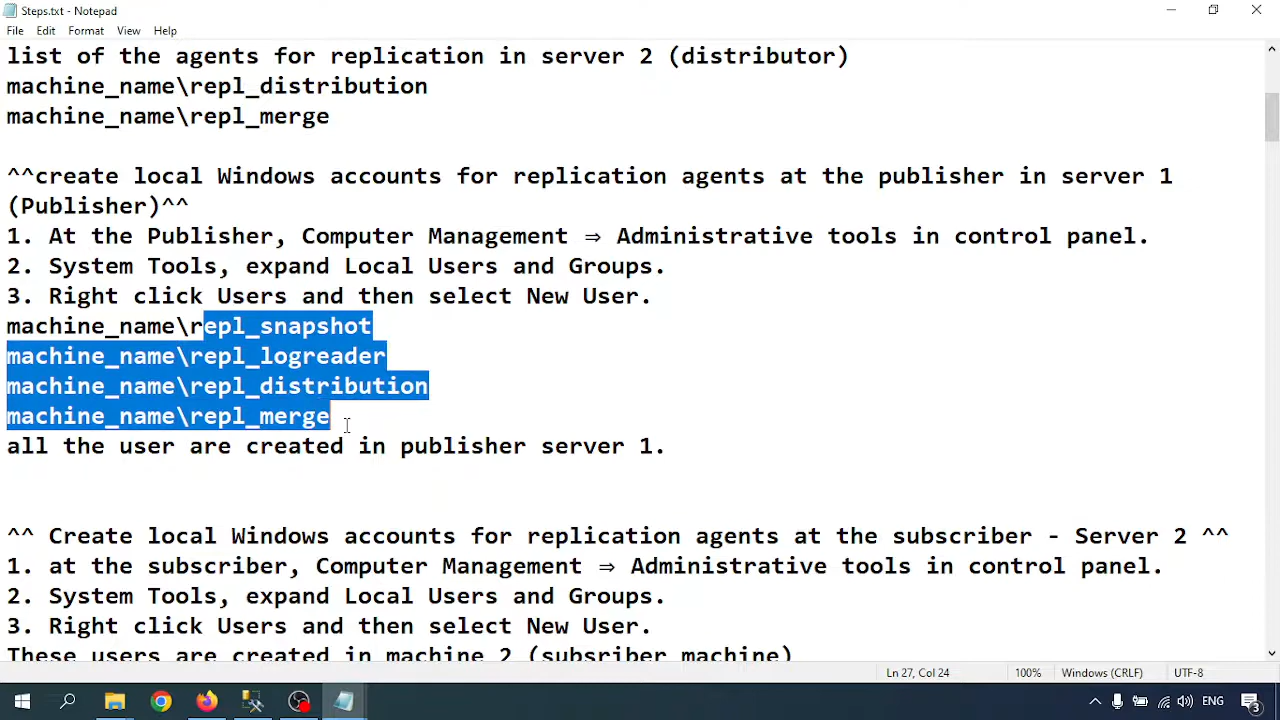 Steps.txt - Notepad
File Edit Format View Help
list of the agents for replication in server 2 (distributor)
machine_name\repl_distribution
machine_name\repl_merge
^^create local Windows accounts for replication agents at the publisher in server 1
(Publisher)^^
1. At the Publisher, Computer Management ⇒ Administrative tools in control panel.
2. System Tools, expand Local Users and Groups.
3. Right click Users and then select New User.
machine_name\repl_snapshot
machine_name\repl_logreader
machine_name\repl_distribution
machine_name\repl_merge
all the user are created in publisher server 1.
^^ Create local Windows accounts for replication agents at the subscriber - Server 2 ^^
1. at the subscriber, Computer Management ⇒ Administrative tools in control panel.
2. System Tools, expand Local Users and Groups.
3. Right click Users and then select New User.
These users are created in machine 2 (subsriber machine)
Ln 27, Col 24 100% Windows (CRLF) UTF-8
ENG 3